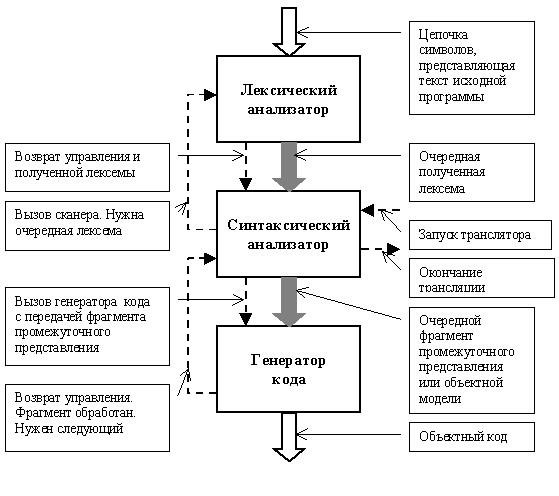 Цепочка
символов,
представляющая
текст исходной
программы
Лексический
анализатор
Возврат управления и
полученной лексемы
Очередная
полученная
лексема
Вызов сканера. Нужна
очередная лексема
Синтаксический
анализатор
Запуск транслятора
Окончание
трансляции
Вызов генератора кода
с передачей фрагмента
промежуточного
представления
Очередной
фрагмент
промежуточного
представления
или объектной
модели
Генератор
кода
Возврат управления.
Фрагмент обработан.
Нужен следующий
Объектный код